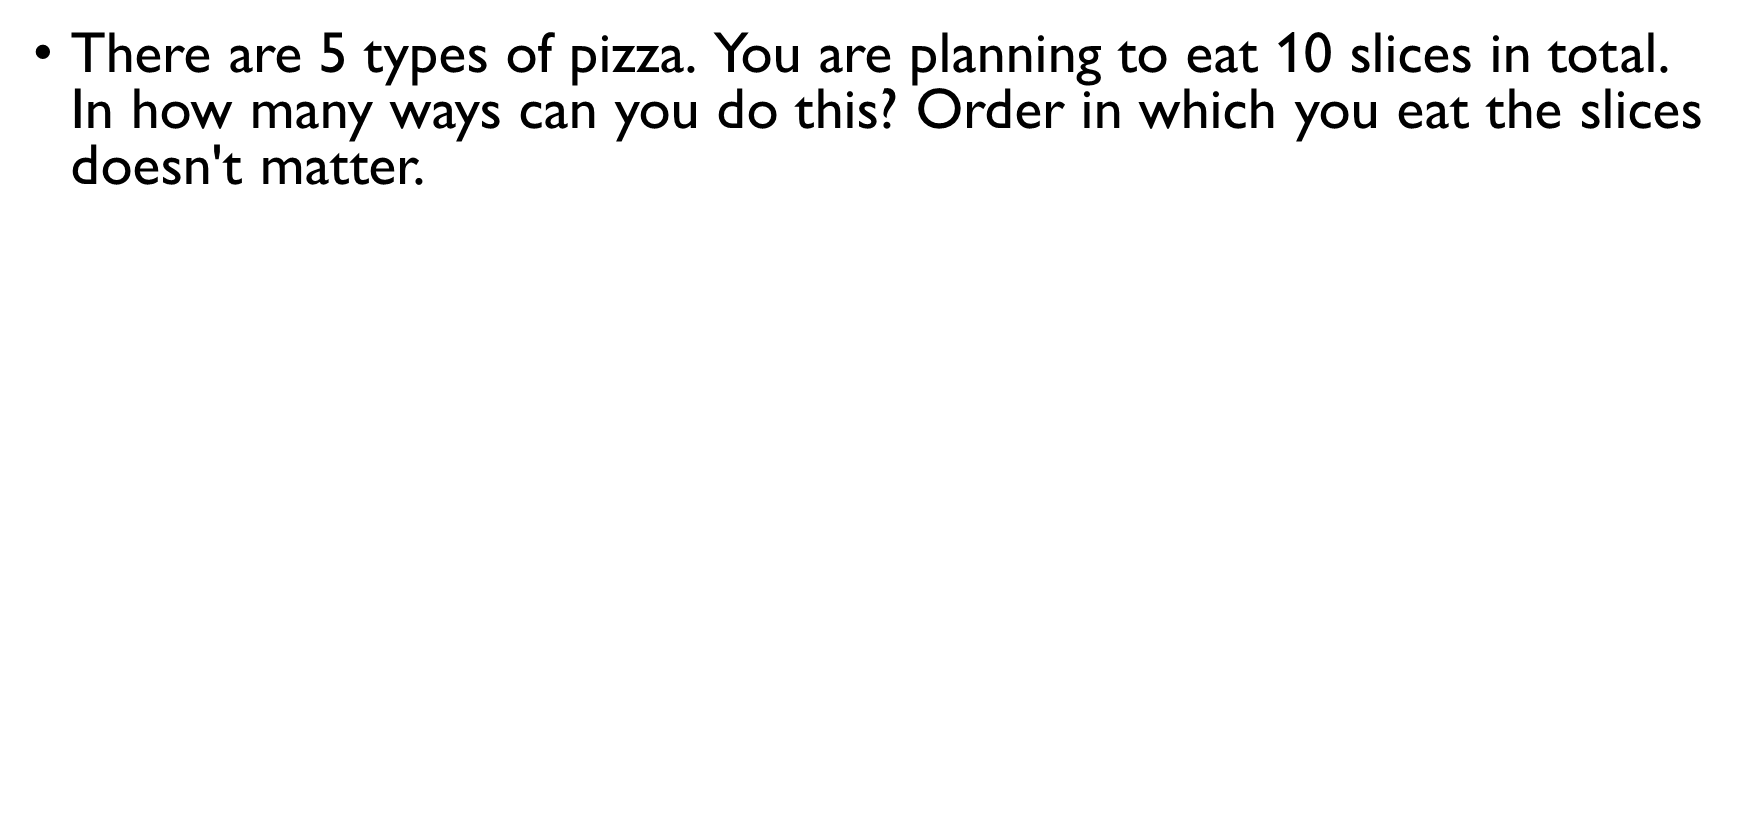 • There are 5 types of pizza. You are planning to eat 10 slices in total.
In how many ways can you do this? Order in which you eat the slices
doesn't matter.